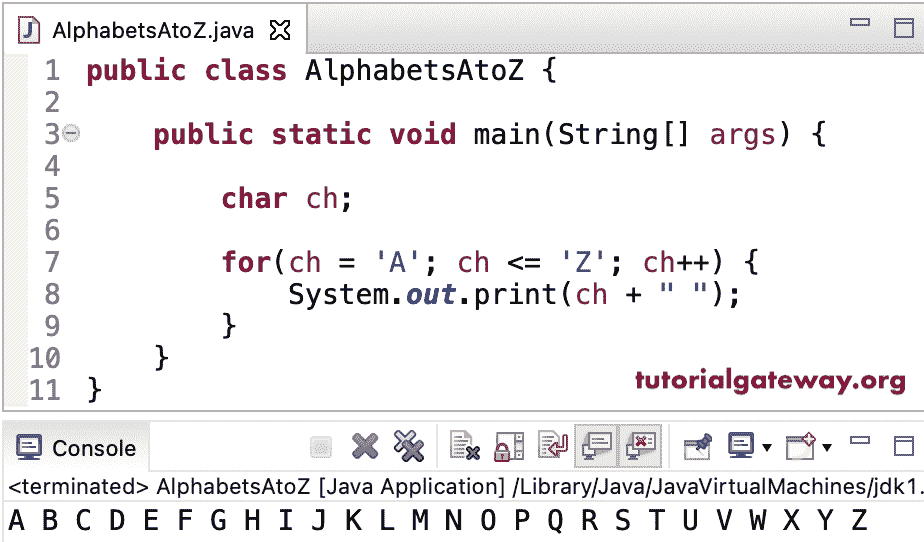 AlphabetsAtoZ.java
1 public class AlphabetsAtoZ {
2
3 public static void main(String[] args) {
4
5 char ch;
6
7 for(ch = 'A'; ch <= 'Z'; ch++) {
8 System.out.print(ch + " ");
9 }
10 }
11 }
tutorialgateway.org
Console
<terminated> AlphabetsAtoZ [Java Application] /Library/Java/JavaVirtualMachines/jdk1.
A B C D E F G H I J K L M N O P Q R S T U V W X Y Z